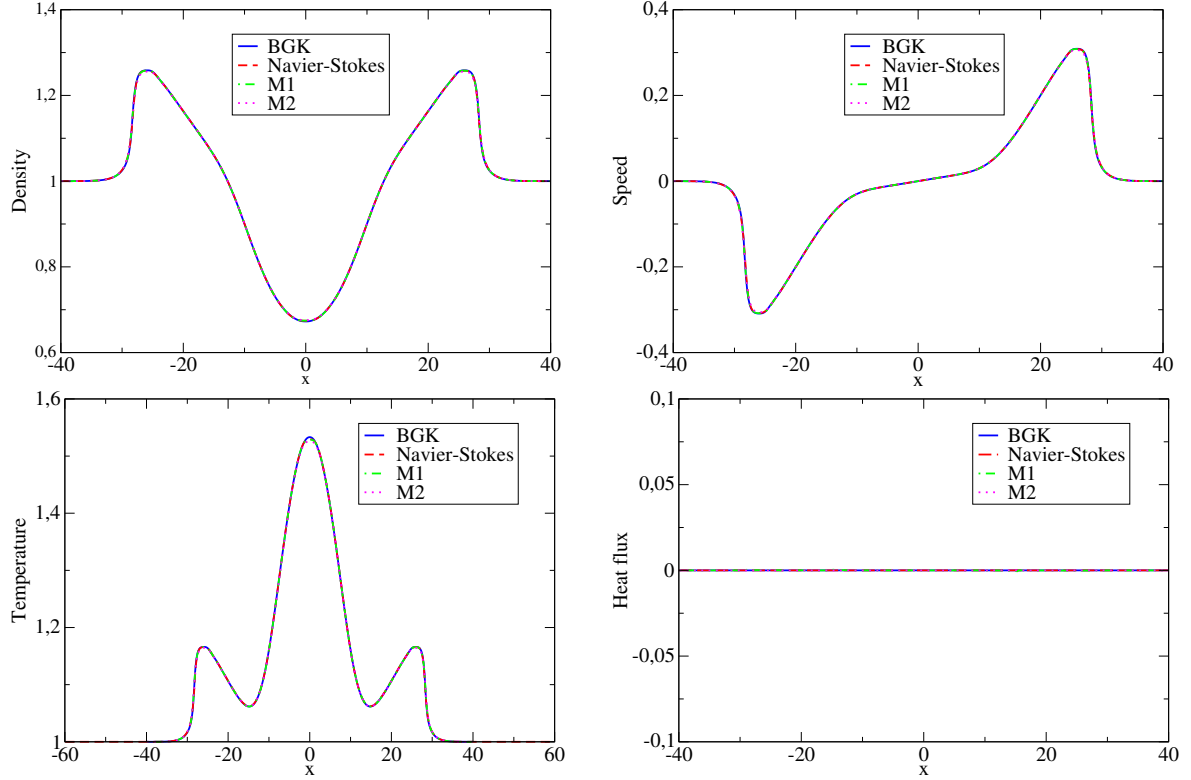 1,4
1,2
1
0,8
0,6
Density
-40
-20
0
20
40
x
BGK
Navier-Stokes
M1
M2
0,4
0,2
0
-0,2
-0,4
Speed
-40
-20
0
20
40
x
BGK
Navier-Stokes
M1
M2
1,6
1,4
1,2
1
Temperature
-60
-40
-20
0
20
40
60
x
BGK
Navier-Stokes
M1
M2
0,1
0,05
0
-0,05
-0,1
Heat flux
-40
-20
0
20
40
x
BGK
Navier-Stokes
M1
M2